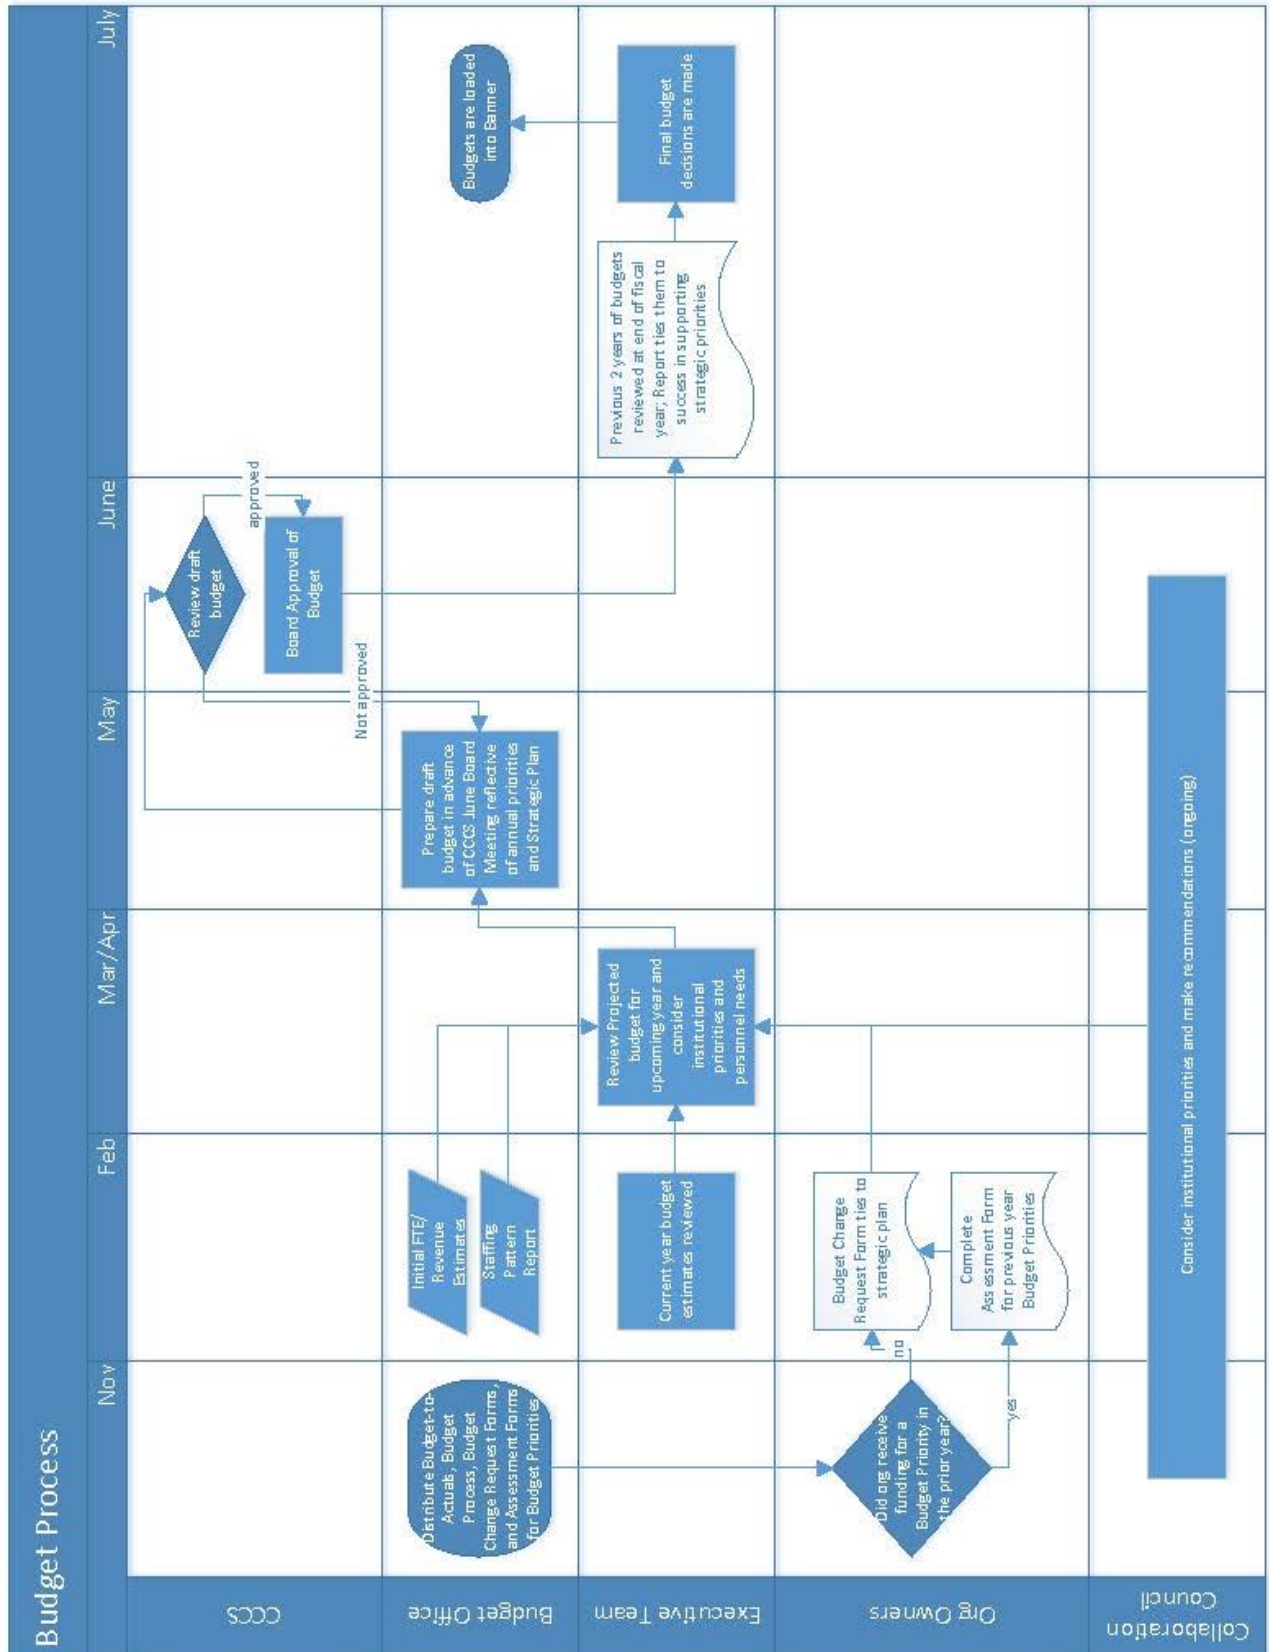 Budget Process
Nov
Feb
Mar/Apr
May
June
July
CCCS
Review draft
budget
approved
Board Approval of
Budget
Not approved
Budget Office
Distribute Budget-to-
Actuals, Budget
Process, Budget
Change Request Forms,
and Assessment Forms
for Budget Priorities
Initial FTE/
Revenue
Estimates
Staffing
Pattern
Report
Prepare draft
budget in advance
of CCCS June Board
Meeting reflective
of annual priorities
and Strategic Plan
Budgets are loaded
into Banner
Executive Team
Current year budget
estimates reviewed
Review Projected
budget for
upcoming year and
consider
institutional
priorities and
personnel needs
Previous 2 years of budgets
reviewed at end of fiscal
year; Report ties them to
success in supporting
strategic priorities
Final budget
decisions are made
Org Owners
Did org receive
funding for a
Budget Priority in
the prior year?
no
yes
Budget Change
Request Form ties to
strategic plan
Complete
Assessment Form
for previous year
Budget Priorities
Collaboration
Council
Consider institutional priorities and make recommendations (ongoing)